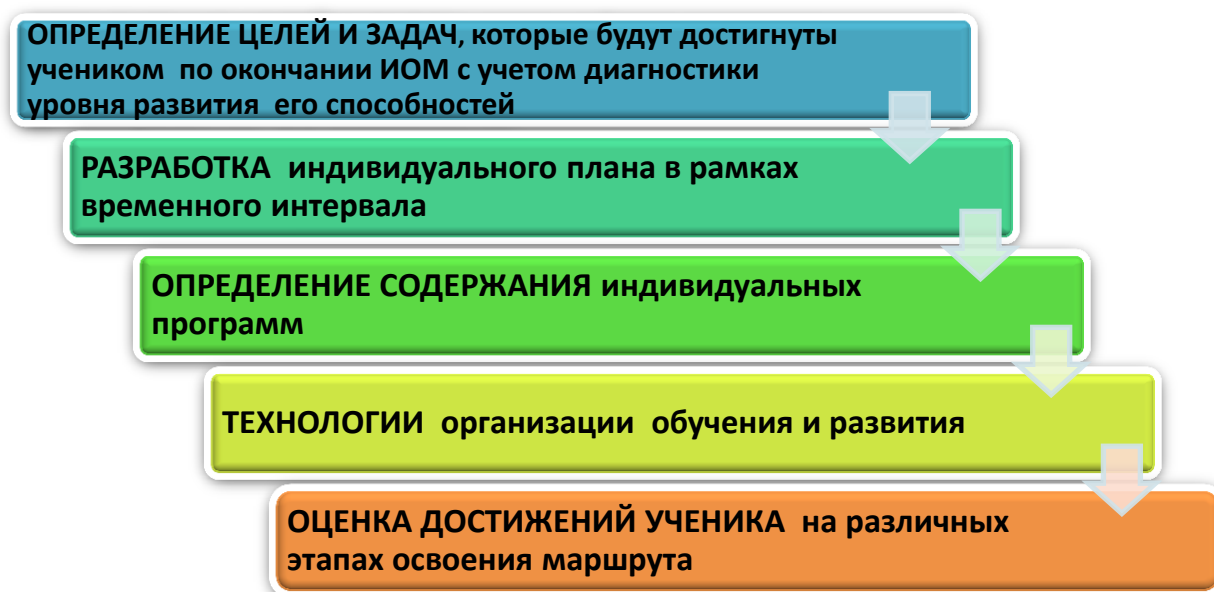 ОПРЕДЕЛЕНИЕ ЦЕЛЕЙ И ЗАДАЧ, которые будут достигнуты
учеником по окончании ИОМ с учетом диагностики
уровня развития его способностей
РАЗРАБОТКА индивидуального плана в рамках
временного интервала
ОПРЕДЕЛЕНИЕ СОДЕРЖАНИЯ индивидуальных
программ
ТЕХНОЛОГИИ организации обучения и развития
ОЦЕНКА ДОСТИЖЕНИЙ УЧЕНИКА на различных
этапах освоения маршрута